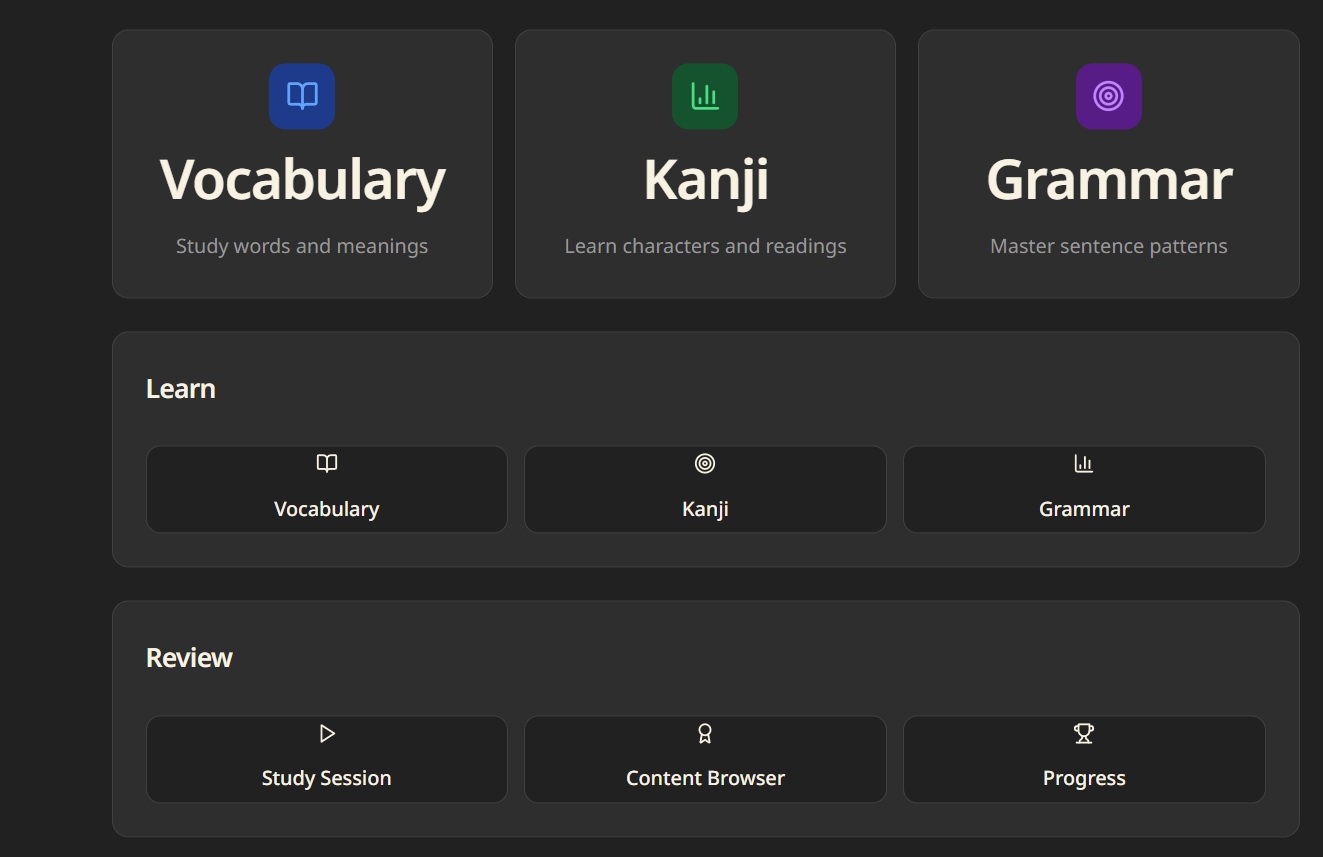 Vocabulary
Study words and meanings
Kanji
Learn characters and readings
Grammar
Master sentence patterns
Learn
Vocabulary
Kanji
Grammar
Review
Study Session
Content Browser
Progress